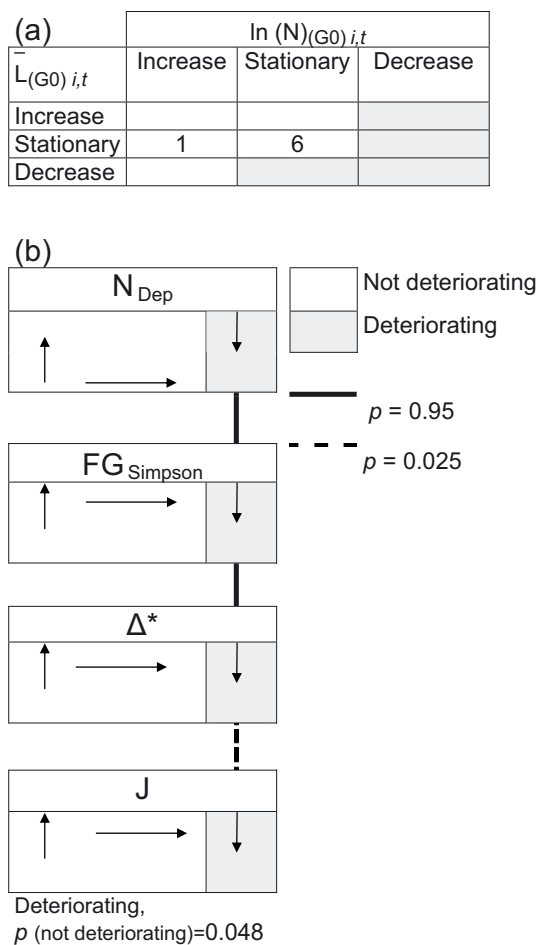 (a)
ln (N)(G0) i,t
L̅(G0) i,t
Increase Stationary Decrease
Increase
Stationary 1 6
Decrease
(b)
N Dep
Not deteriorating
Deteriorating
p = 0.95
p = 0.025
FG Simpson
Δ*
J
Deteriorating,
p (not deteriorating)=0.048